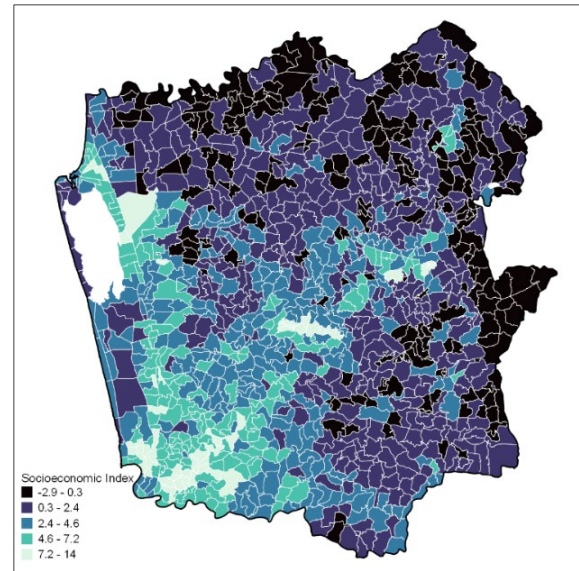 Socioeconomic Index
-2.9 - 0.3
0.3 - 2.4
2.4 - 4.6
4.6 - 7.2
7.2 - 14